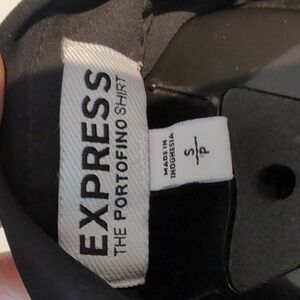 EXPRESS
THE PORTOFINO SHIRT
MADE IN
INDONESIA
S
P